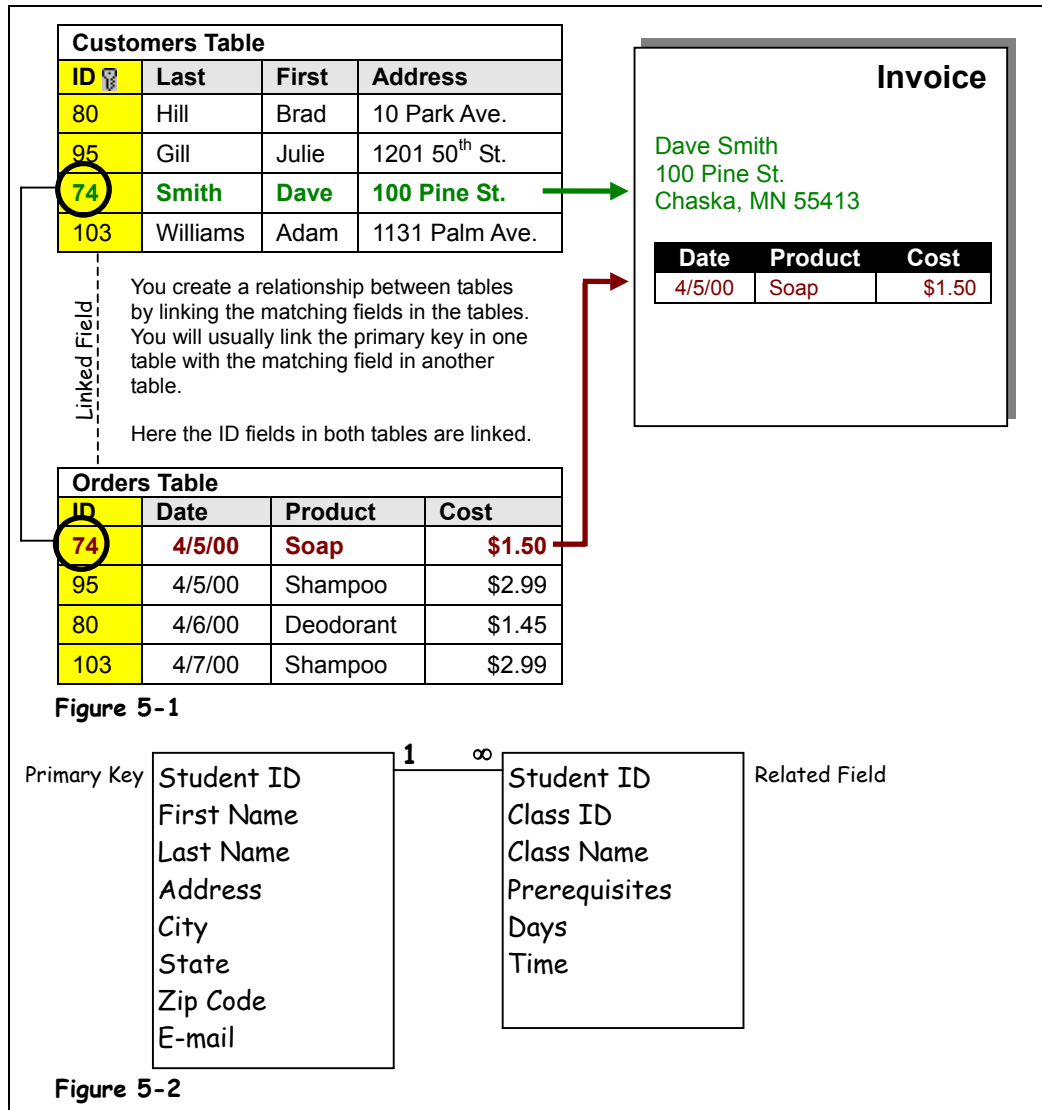 Customers Table
ID Last First Address
80 Hill Brad 10 Park Ave.
95 Gill Julie 1201 50th St.
74 Smith Dave 100 Pine St.
103 Williams Adam 1131 Palm Ave.
Linked Field
You create a relationship between tables
by linking the matching fields in the tables.
You will usually link the primary key in one
table with the matching field in another
table.
Here the ID fields in both tables are linked.
Orders Table
ID Date Product Cost
74 4/5/00 Soap $1.50
95 4/5/00 Shampoo $2.99
80 4/6/00 Deodorant $1.45
103 4/7/00 Shampoo $2.99
Invoice
Dave Smith
100 Pine St.
Chaska, MN 55413
Date Product Cost
4/5/00 Soap $1.50
Figure 5-1
Primary Key
Student ID
First Name
Last Name
Address
City
State
Zip Code
E-mail
1 ∞
Student ID
Class ID
Class Name
Prerequisites
Days
Time
Related Field
Figure 5-2